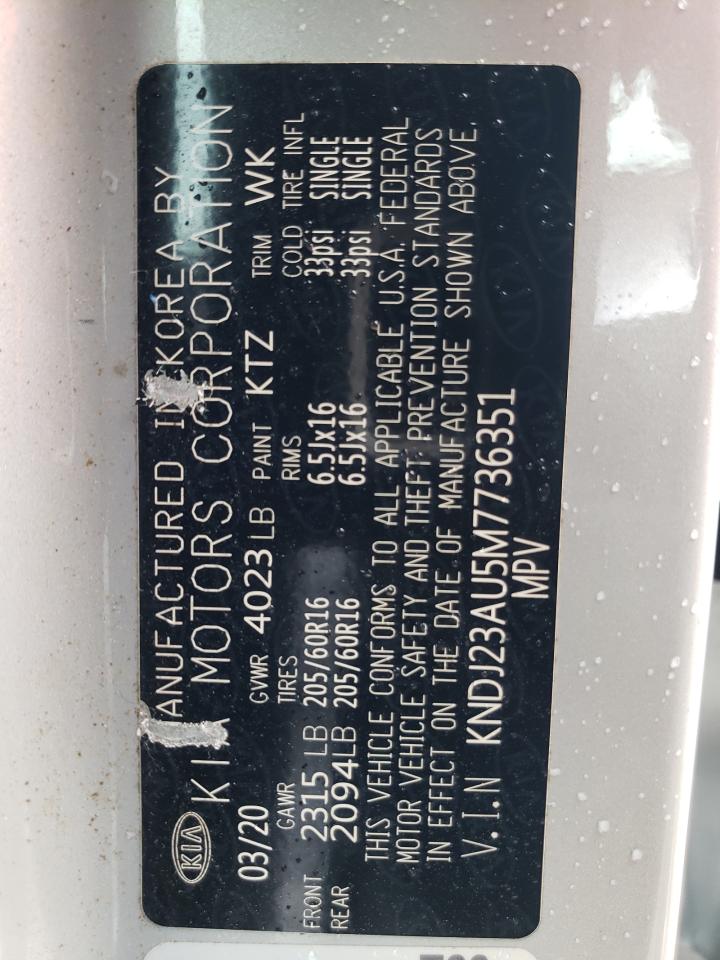 KIA
MANUFACTURED IN KOREA BY
KIA MOTORS CORPORATION
03/20 GVWR 4023 LB PAINT KTZ TRIM WK
GAWR TIRES RIMS COLD TIRE INFL
FRONT 2315 LB 205/60R16 6.5Jx16 33psi SINGLE
REAR 2094LB 205/60R16 6.5Jx16 33psi SINGLE
THIS VEHICLE CONFORMS TO ALL APPLICABLE U.S.A. FEDERAL
MOTOR VEHICLE SAFETY AND THEFT PREVENTION STANDARDS
IN EFFECT ON THE DATE OF MANUFACTURE SHOWN ABOVE.
V.I.N KNDJ23AU5M7736351
MPV